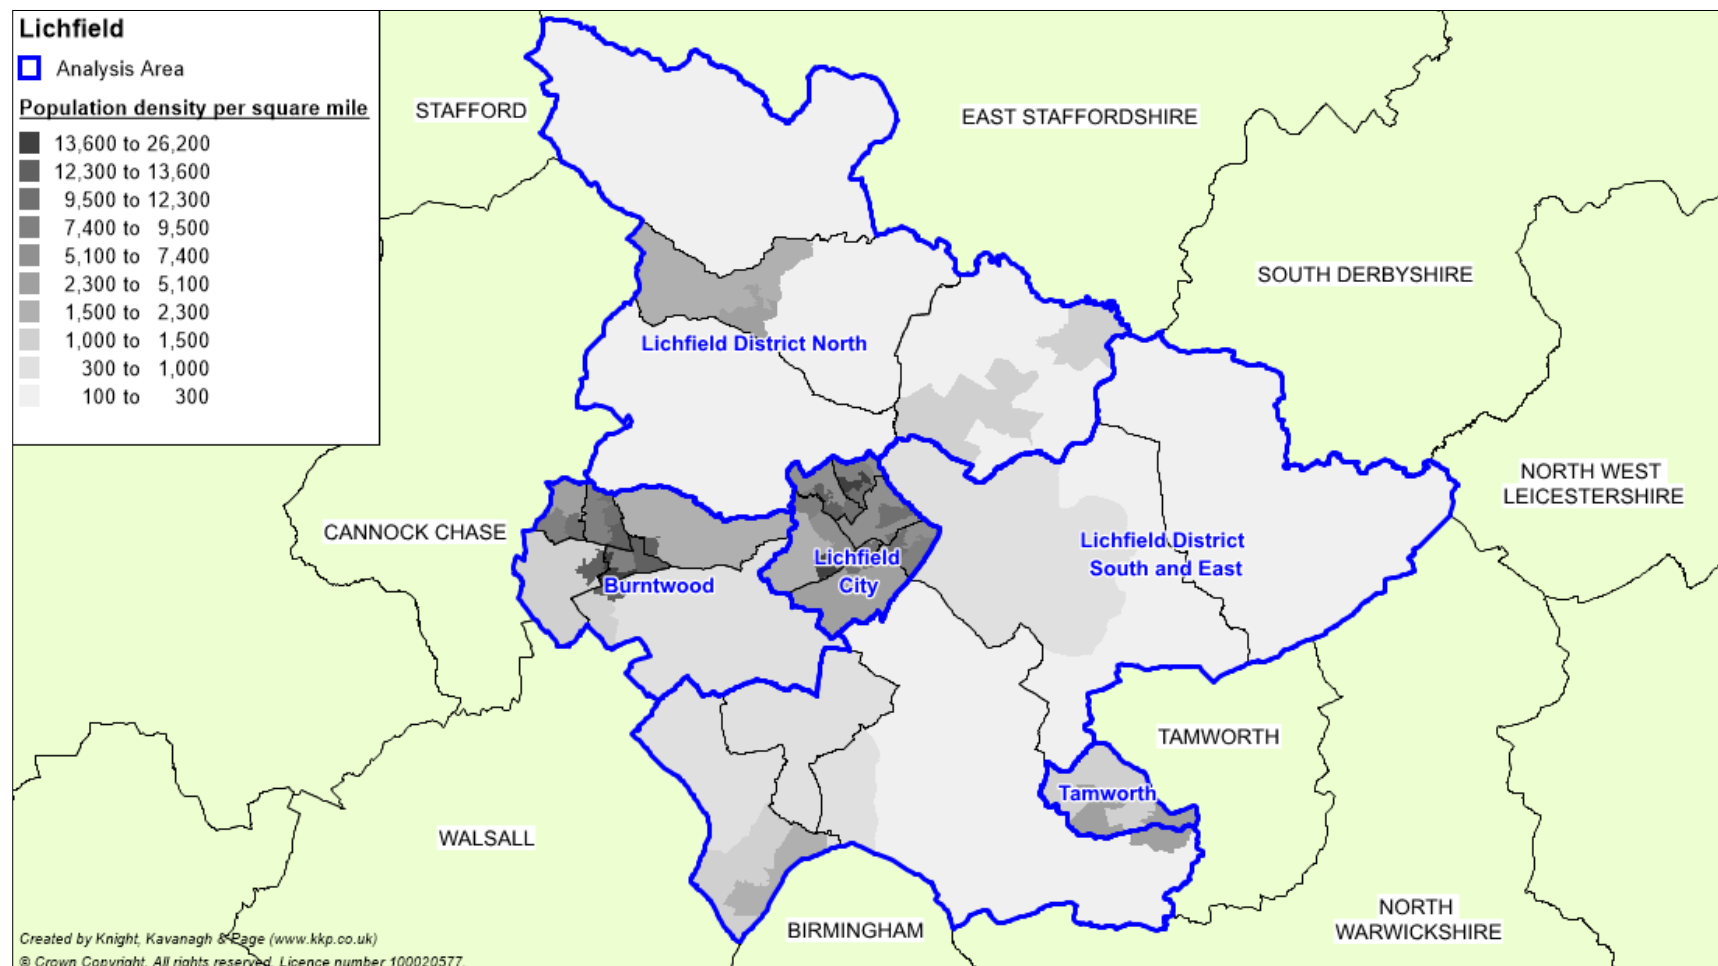 Lichfield
Analysis Area
Population density per square mile
13,600 to 26,200
12,300 to 13,600
9,500 to 12,300
7,400 to 9,500
5,100 to 7,400
2,300 to 5,100
1,500 to 2,300
1,000 to 1,500
300 to 1,000
100 to 300
STAFFORD
EAST STAFFORDSHIRE
SOUTH DERBYSHIRE
Lichfield District North
NORTH WEST
LEICESTERSHIRE
CANNOCK CHASE
Lichfield District
South and East
Lichfield
City
Burntwood
TAMWORTH
Tamworth
WALSALL
BIRMINGHAM
NORTH
WARWICKSHIRE
Created by Knight, Kavanagh & Page (www.kkp.co.uk)
© Crown Copyright. All rights reserved. Licence number 100020577.